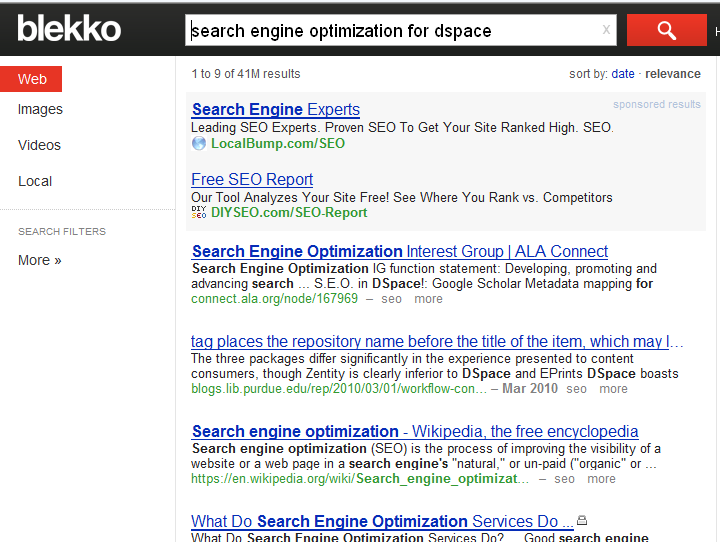 blekko
search engine optimization for dspace
x
H
Web
Images
Videos
Local
SEARCH FILTERS
More »
1 to 9 of 41M results
sort by: date · relevance
sponsored results
Search Engine Experts
Leading SEO Experts. Proven SEO To Get Your Site Ranked High. SEO.
LocalBump.com/SEO
Free SEO Report
Our Tool Analyzes Your Site Free! See Where You Rank vs. Competitors
DIY SEO DIYSEO.com/SEO-Report
Search Engine Optimization Interest Group | ALA Connect
Search Engine Optimization IG function statement: Developing, promoting and
advancing search ... S.E.O. in DSpace!: Google Scholar Metadata mapping for
connect.ala.org/node/167969 – seo more
tag places the repository name before the title of the item, which may l...
The three packages differ significantly in the experience presented to content
consumers, though Zentity is clearly inferior to DSpace and EPrints DSpace boasts
blogs.lib.purdue.edu/rep/2010/03/01/workflow-con... – Mar 2010 seo more
Search engine optimization - Wikipedia, the free encyclopedia
Search engine optimization (SEO) is the process of improving the visibility of a
website or a web page in a search engine's "natural," or un-paid ("organic" or ...
https://en.wikipedia.org/wiki/Search_engine_optimizat... – seo more
What Do Search Engine Optimization Services Do ...
What Do Search Engine Optimization Services Do? ... Good search engine